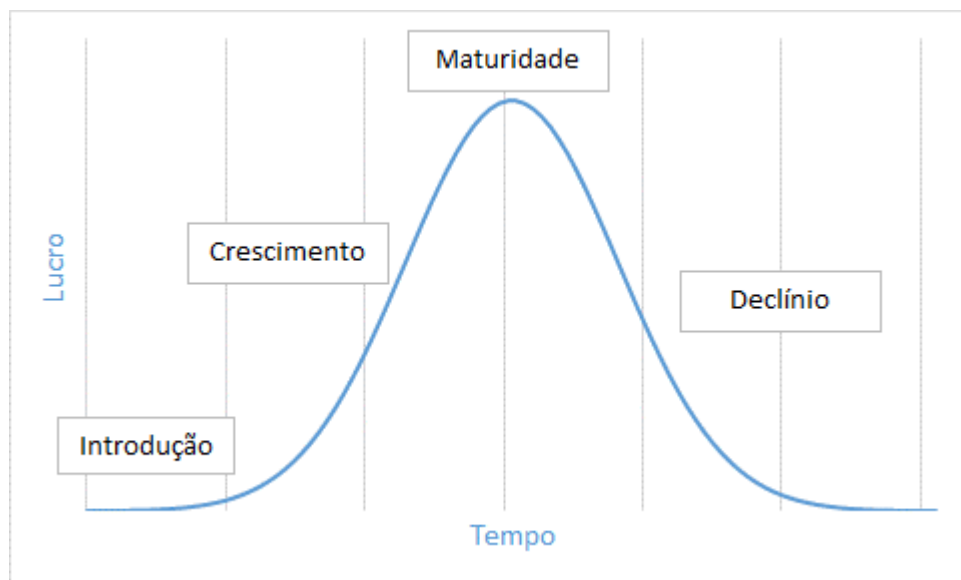 Maturidade
Crescimento
Declínio
Introdução
Lucro
Tempo